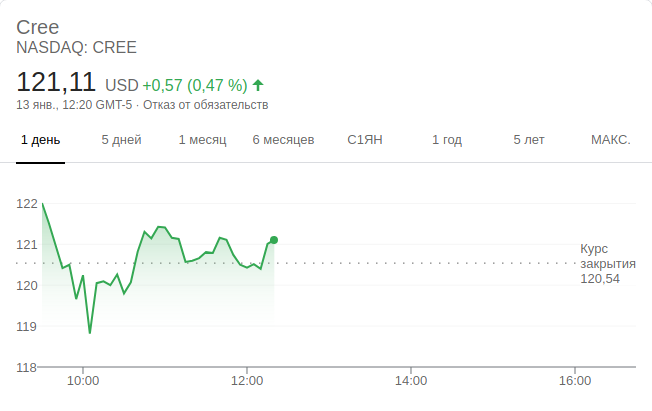 Cree
NASDAQ: CREE
121,11 USD +0,57 (0,47 %)
13 янв., 12:20 GMT-5 · Отказ от обязательств
1 день 5 дней 1 месяц 6 месяцев С1ЯН 1 год 5 лет МАКС.
122
121
Курс
закрытия
120,54
120
119
118
10:00 12:00 14:00 16:00